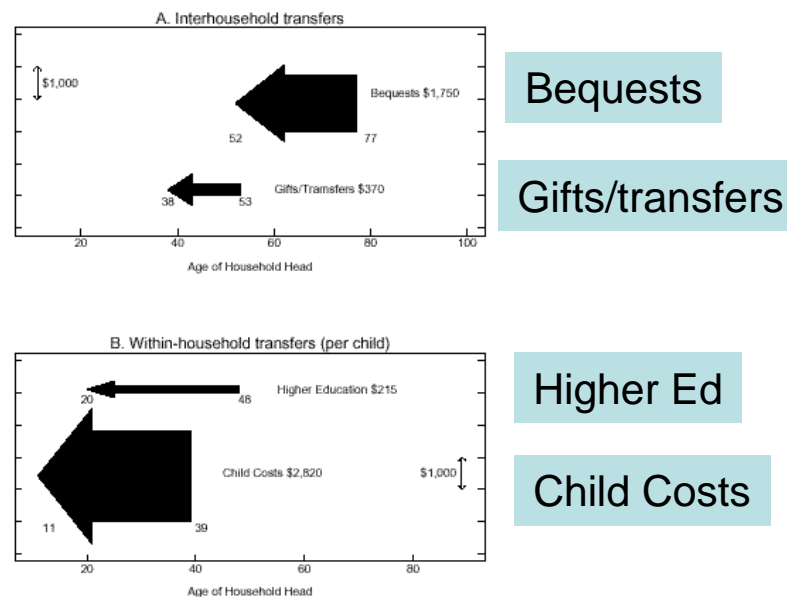 A. Interhousehold transfers
$1,000
Bequests $1,750
52 77
Gifts/Tramsfers $370
38 53
20 40 60 80 100
Age of Household Head
Bequests
Gifts/transfers
B. Within-household transfers (per child)
Higher Education $215
20 48
Child Costs $2,820
$1,000
11 39
20 40 60 80
Age of Household Head
Higher Ed
Child Costs